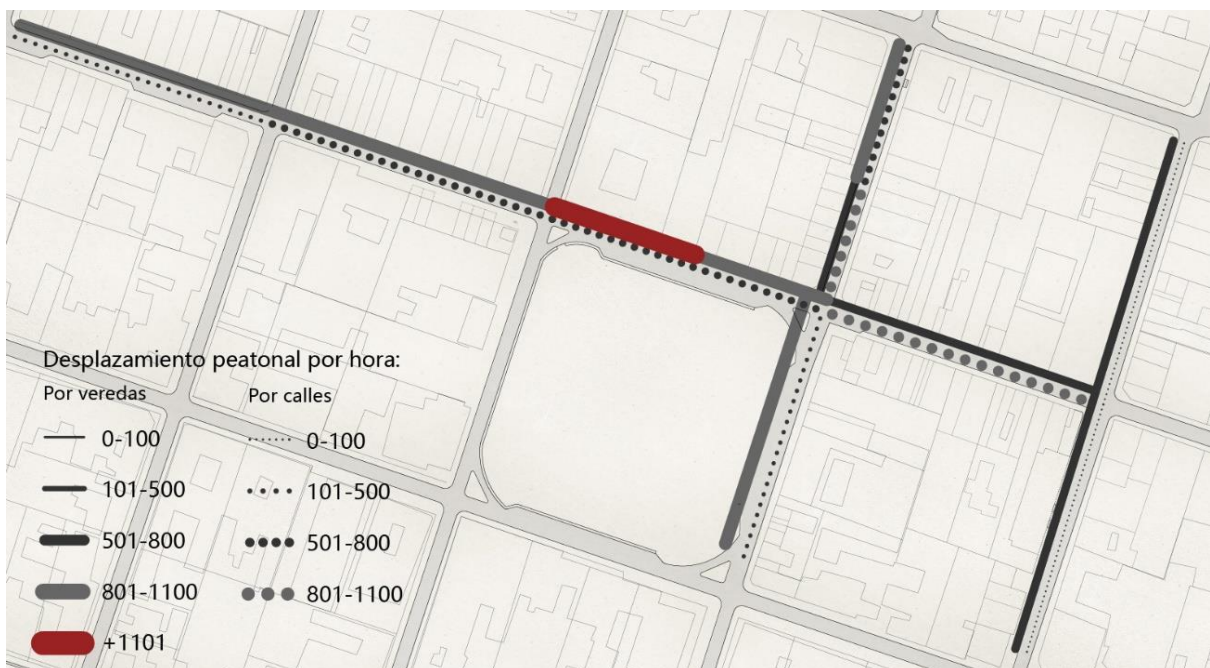 Desplazamiento peatonal por hora:
Por veredas Por calles
0-100 0-100
101-500 101-500
501-800 501-800
801-1100 801-1100
+1101